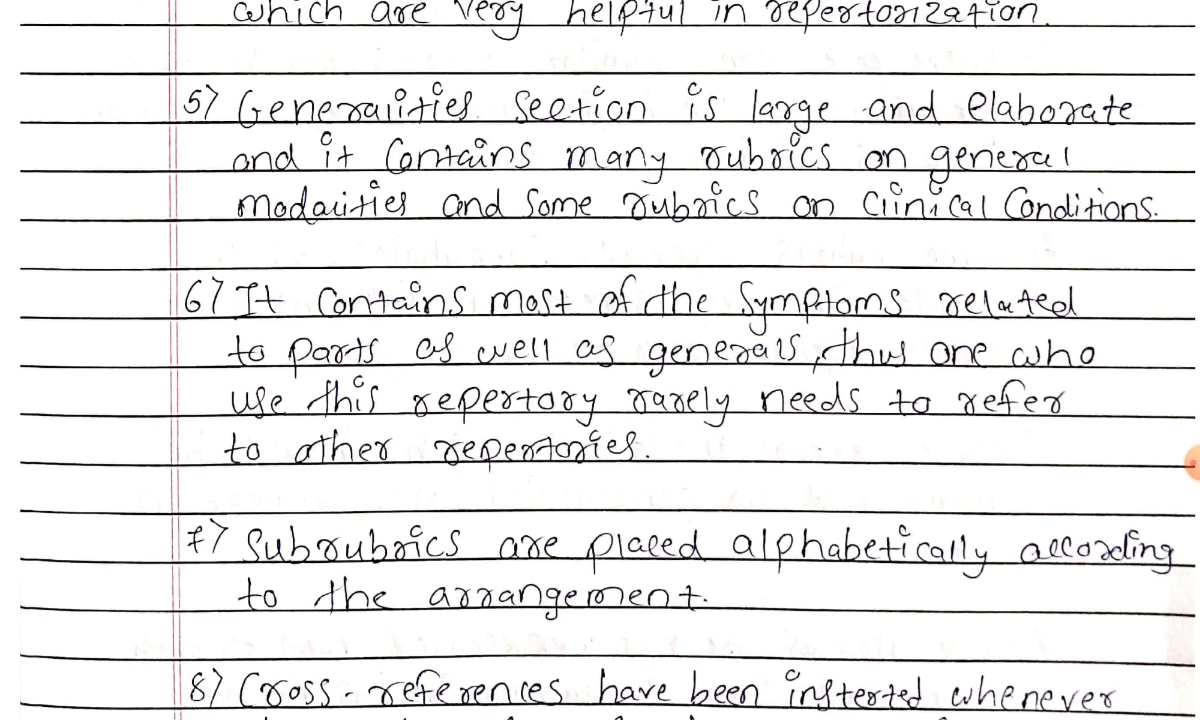 which are very helpful in repertorization.
5) Generalities section is large and elaborate
and it contains many rubrics on general
modalities and some rubrics on clinical conditions.
6) It contains most of the symptoms related
to parts as well as generals, thus one who
use this repertory rarely needs to refer
to other repertories.
7) Subrubrics are placed alphabetically according
to the arrangement.
8) Cross-references have been insterted whenever